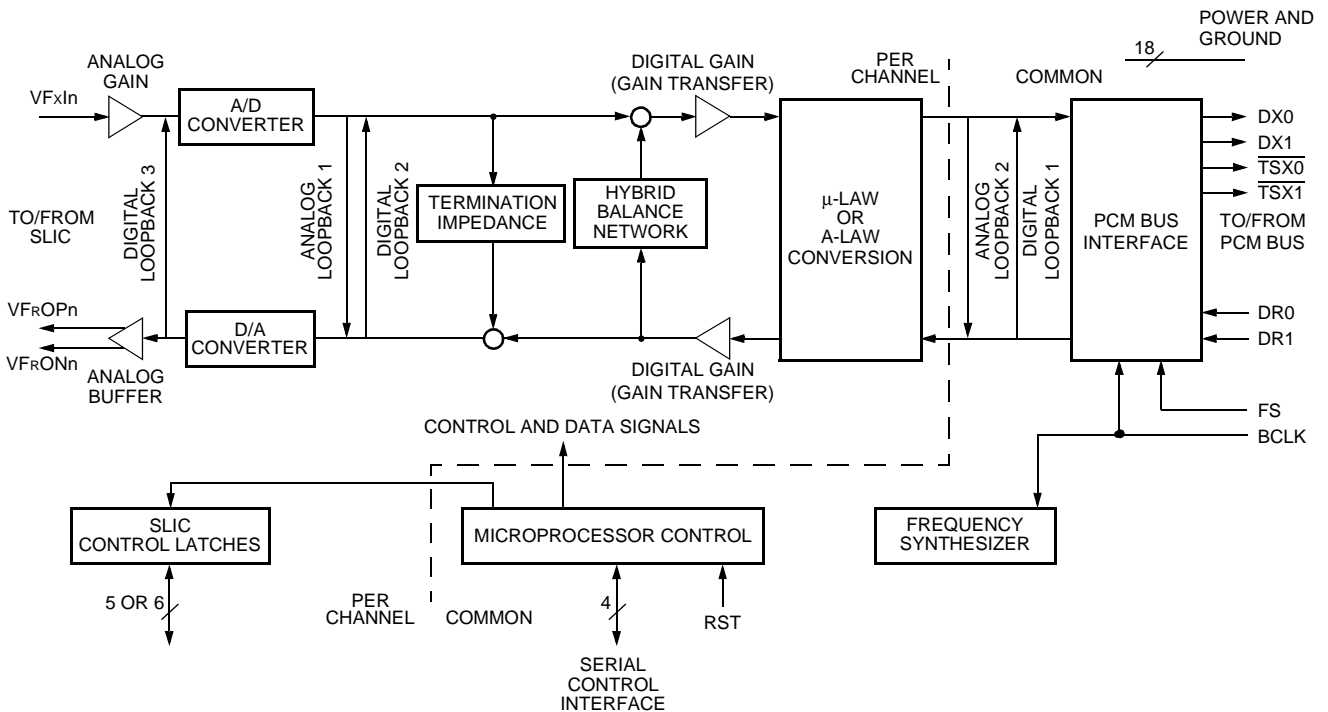 POWER AND
GROUND
18
ANALOG
GAIN
DIGITAL GAIN
(GAIN TRANSFER)
PER
CHANNEL
COMMON
VFxIn
A/D
CONVERTER
DX0
DX1
TSX0
TSX1
TO/FROM
PCM BUS
DIGITAL
LOOPBACK 3
ANALOG
LOOPBACK 1
DIGITAL
LOOPBACK 2
TERMINATION
IMPEDANCE
HYBRID
BALANCE
NETWORK
μ-LAW
OR
A-LAW
CONVERSION
ANALOG
LOOPBACK 2
DIGITAL
LOOPBACK 1
PCM BUS
INTERFACE
TO/FROM
SLIC
VFROPn
VFRONn
D/A
CONVERTER
ANALOG
BUFFER
DIGITAL GAIN
(GAIN TRANSFER)
DR0
DR1
FS
BCLK
CONTROL AND DATA SIGNALS
SLIC
CONTROL LATCHES
MICROPROCESSOR CONTROL
FREQUENCY
SYNTHESIZER
5 OR 6
PER
CHANNEL
COMMON
4
RST
SERIAL
CONTROL
INTERFACE